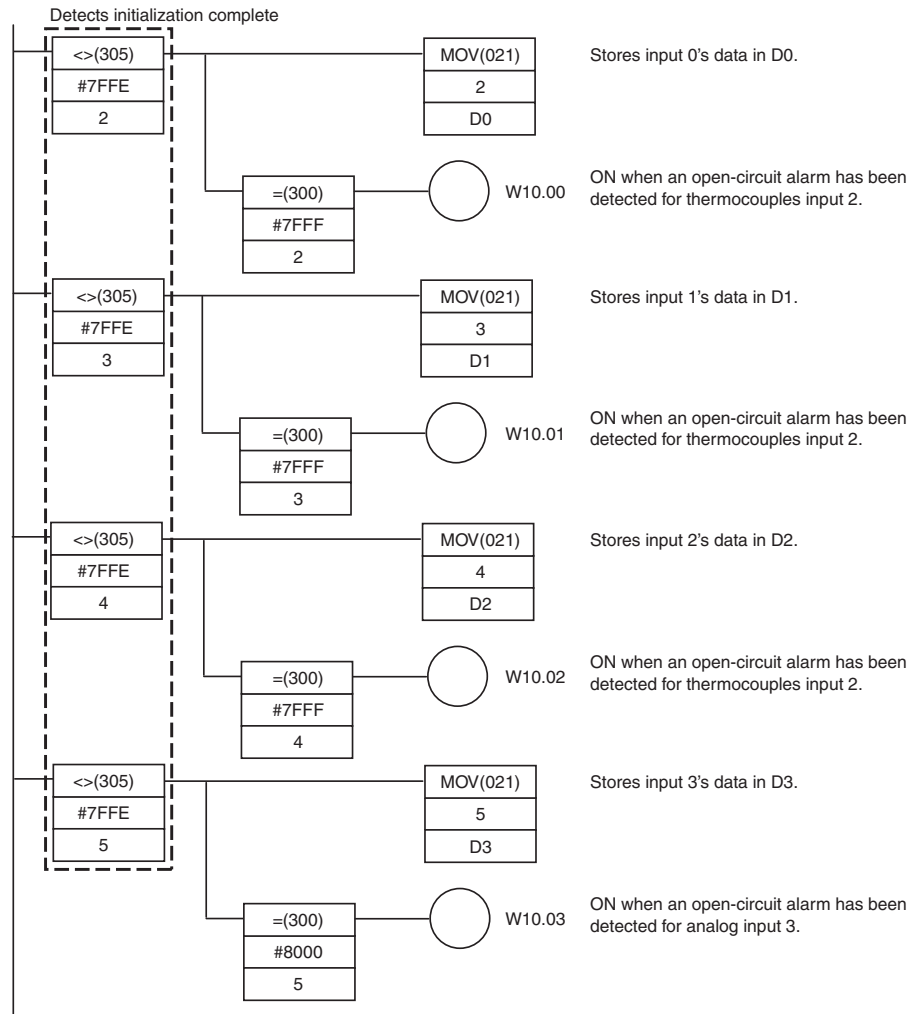 Detects initialization complete
<>(305)
#7FFE
2
MOV(021)
2
D0
Stores input 0's data in D0.
=(300)
#7FFF
2
W10.00
ON when an open-circuit alarm has been
detected for thermocouples input 2.
<>(305)
#7FFE
3
MOV(021)
3
D1
Stores input 1's data in D1.
=(300)
#7FFF
3
W10.01
ON when an open-circuit alarm has been
detected for thermocouples input 2.
<>(305)
#7FFE
4
MOV(021)
4
D2
Stores input 2's data in D2.
=(300)
#7FFF
4
W10.02
ON when an open-circuit alarm has been
detected for thermocouples input 2.
<>(305)
#7FFE
5
MOV(021)
5
D3
Stores input 3's data in D3.
=(300)
#8000
5
W10.03
ON when an open-circuit alarm has been
detected for analog input 3.